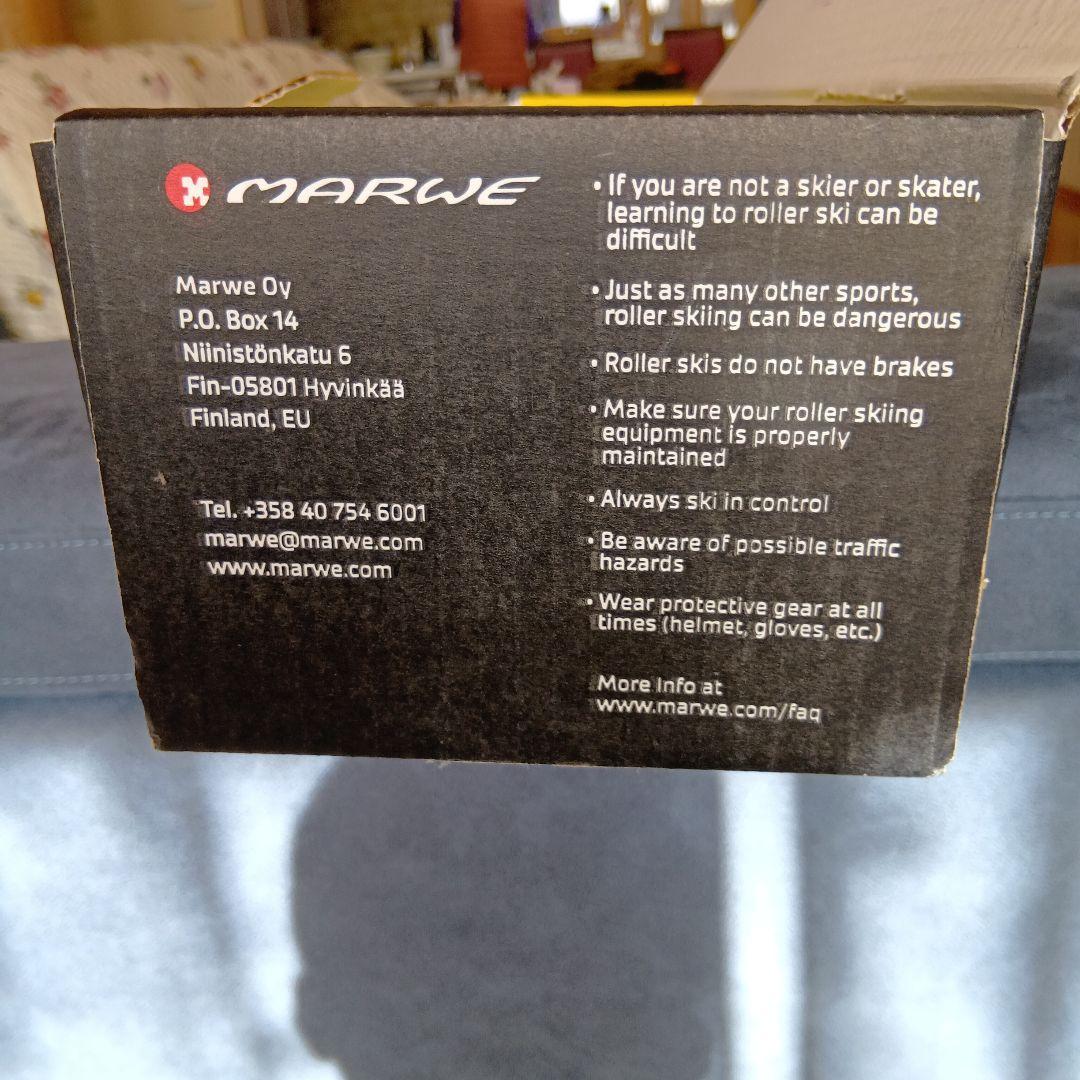 MARWE
Marwe Oy
P.O. Box 14
Niinistönkatu 6
Fin-05801 Hyvinkää
Finland, EU
Tel. +358 40 754 6001
marwe@marwe.com
www.marwe.com
• If you are not a skier or skater,
learning to roller ski can be
difficult
• Just as many other sports,
roller skiing can be dangerous
• Roller skis do not have brakes
• Make sure your roller skiing
equipment is properly
maintained
• Always ski in control
• Be aware of possible traffic
hazards
• Wear protective gear at all
times (helmet, gloves, etc.)
More Info at
www.marwe.com/faq